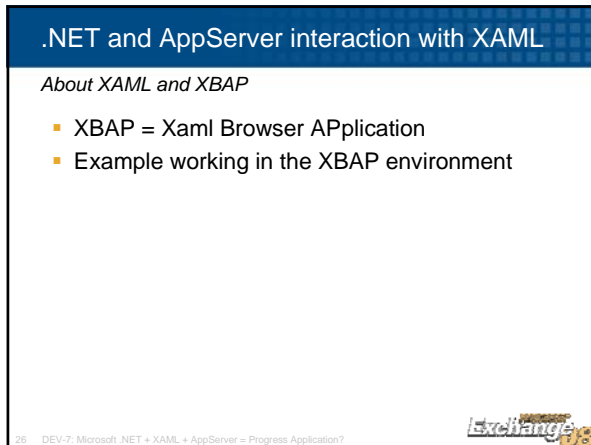 .NET and AppServer interaction with XAML
About XAML and XBAP
XBAP = Xaml Browser APplication
Example working in the XBAP environment
26 DEV-7: Microsoft .NET + XAML + AppServer = Progress Application?
Exchange